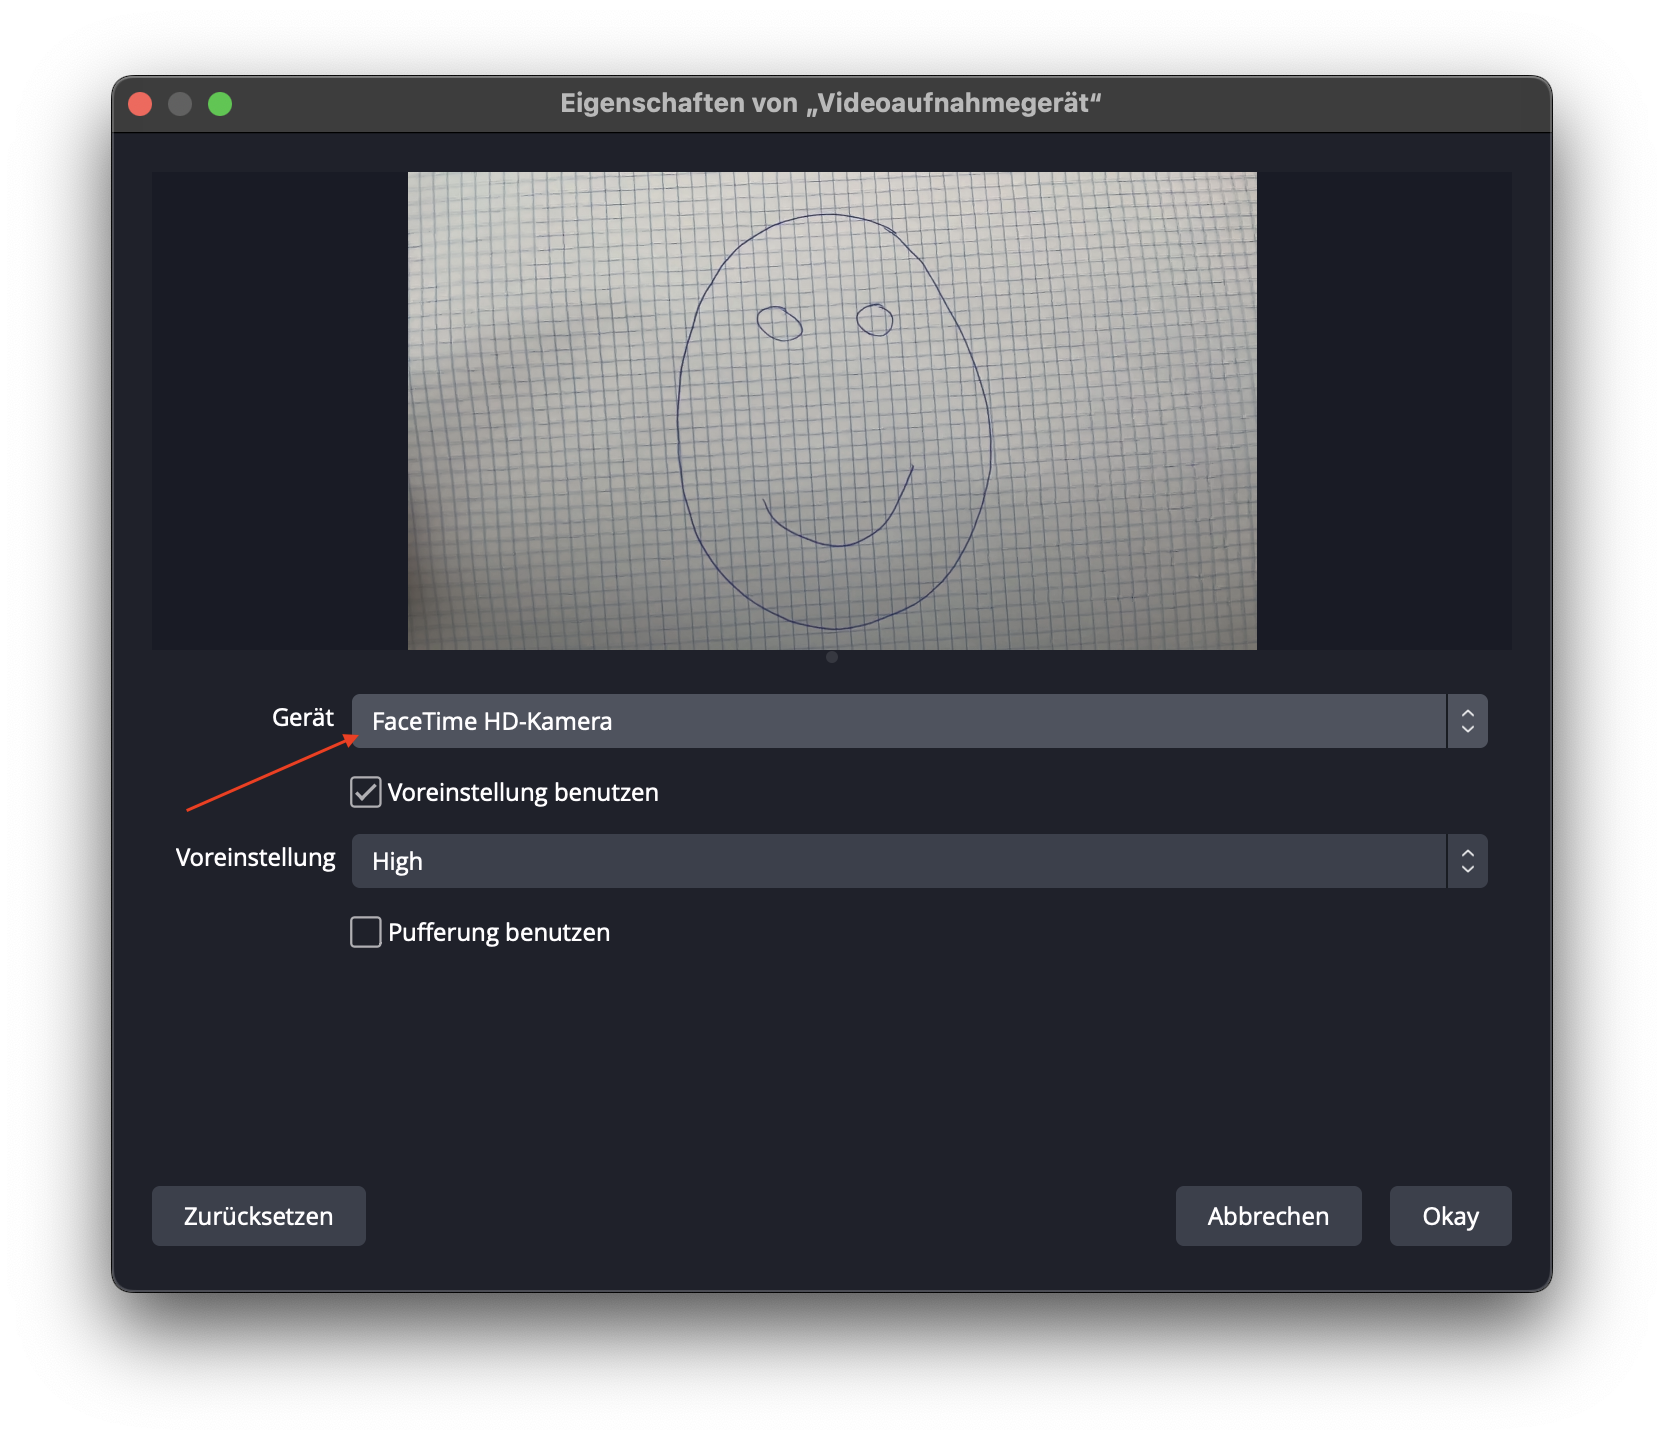 Eigenschaften von „Videoaufnahmegerät“
Gerät FaceTime HD-Kamera
Voreinstellung benutzen
Voreinstellung High
Pufferung benutzen
Zurücksetzen Abbrechen Okay